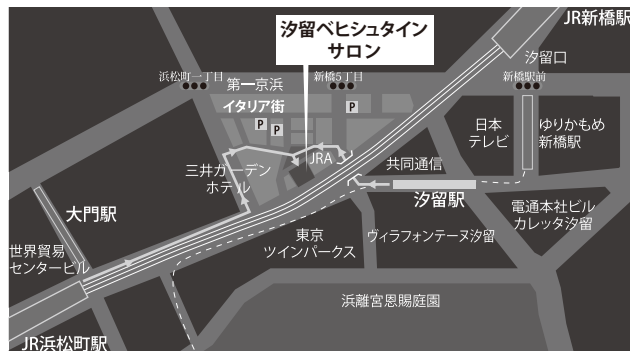 JR新橋駅
汐留ベヒシュタイン
サロン
汐留口
浜松町一丁目
第一京浜
新橋5丁目
新橋駅前
イタリア街
P
P
P
日本
テレビ
ゆりかもめ
新橋駅
JRA
共同通信
三井ガーデン
ホテル
汐留駅
大門駅
電通本社ビル
カレッタ汐留
東京
ツインパークス
ヴィラフォンテーヌ汐留
世界貿易
センタービル
浜離宮恩賜庭園
JR浜松町駅